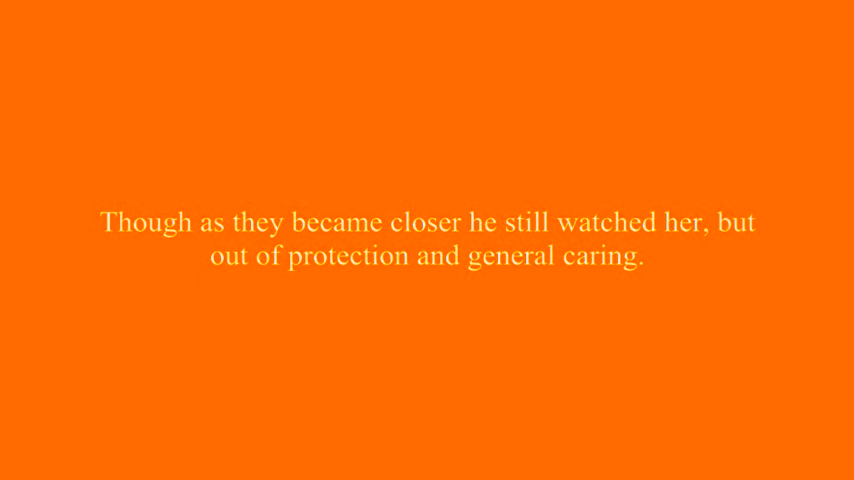 Though as they became closer he still watched her, but
out of protection and general caring.